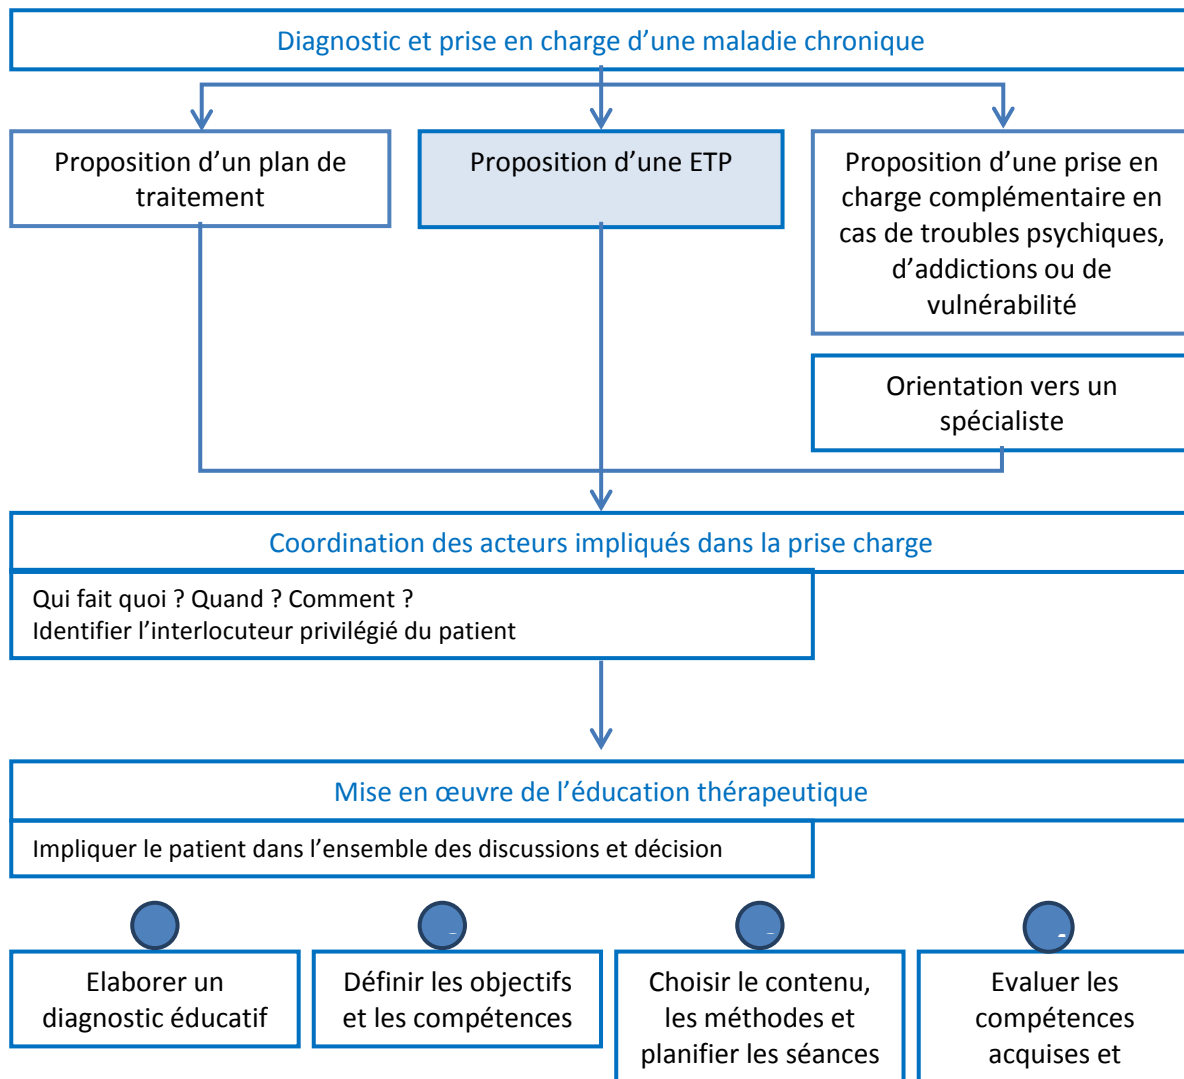 Diagnostic et prise en charge d’une maladie chronique
Proposition d’un plan de
traitement
Proposition d’une ETP
Proposition d’une prise en
charge complémentaire en
cas de troubles psychiques,
d’addictions ou de
vulnérabilité
Orientation vers un
spécialiste
Coordination des acteurs impliqués dans la prise charge
Qui fait quoi ? Quand ? Comment ?
Identifier l’interlocuteur privilégié du patient
Mise en œuvre de l’éducation thérapeutique
Impliquer le patient dans l’ensemble des discussions et décision
Elaborer un
diagnostic éducatif
Définir les objectifs
et les compétences
Choisir le contenu,
les méthodes et
planifier les séances
Evaluer les
compétences
acquises et